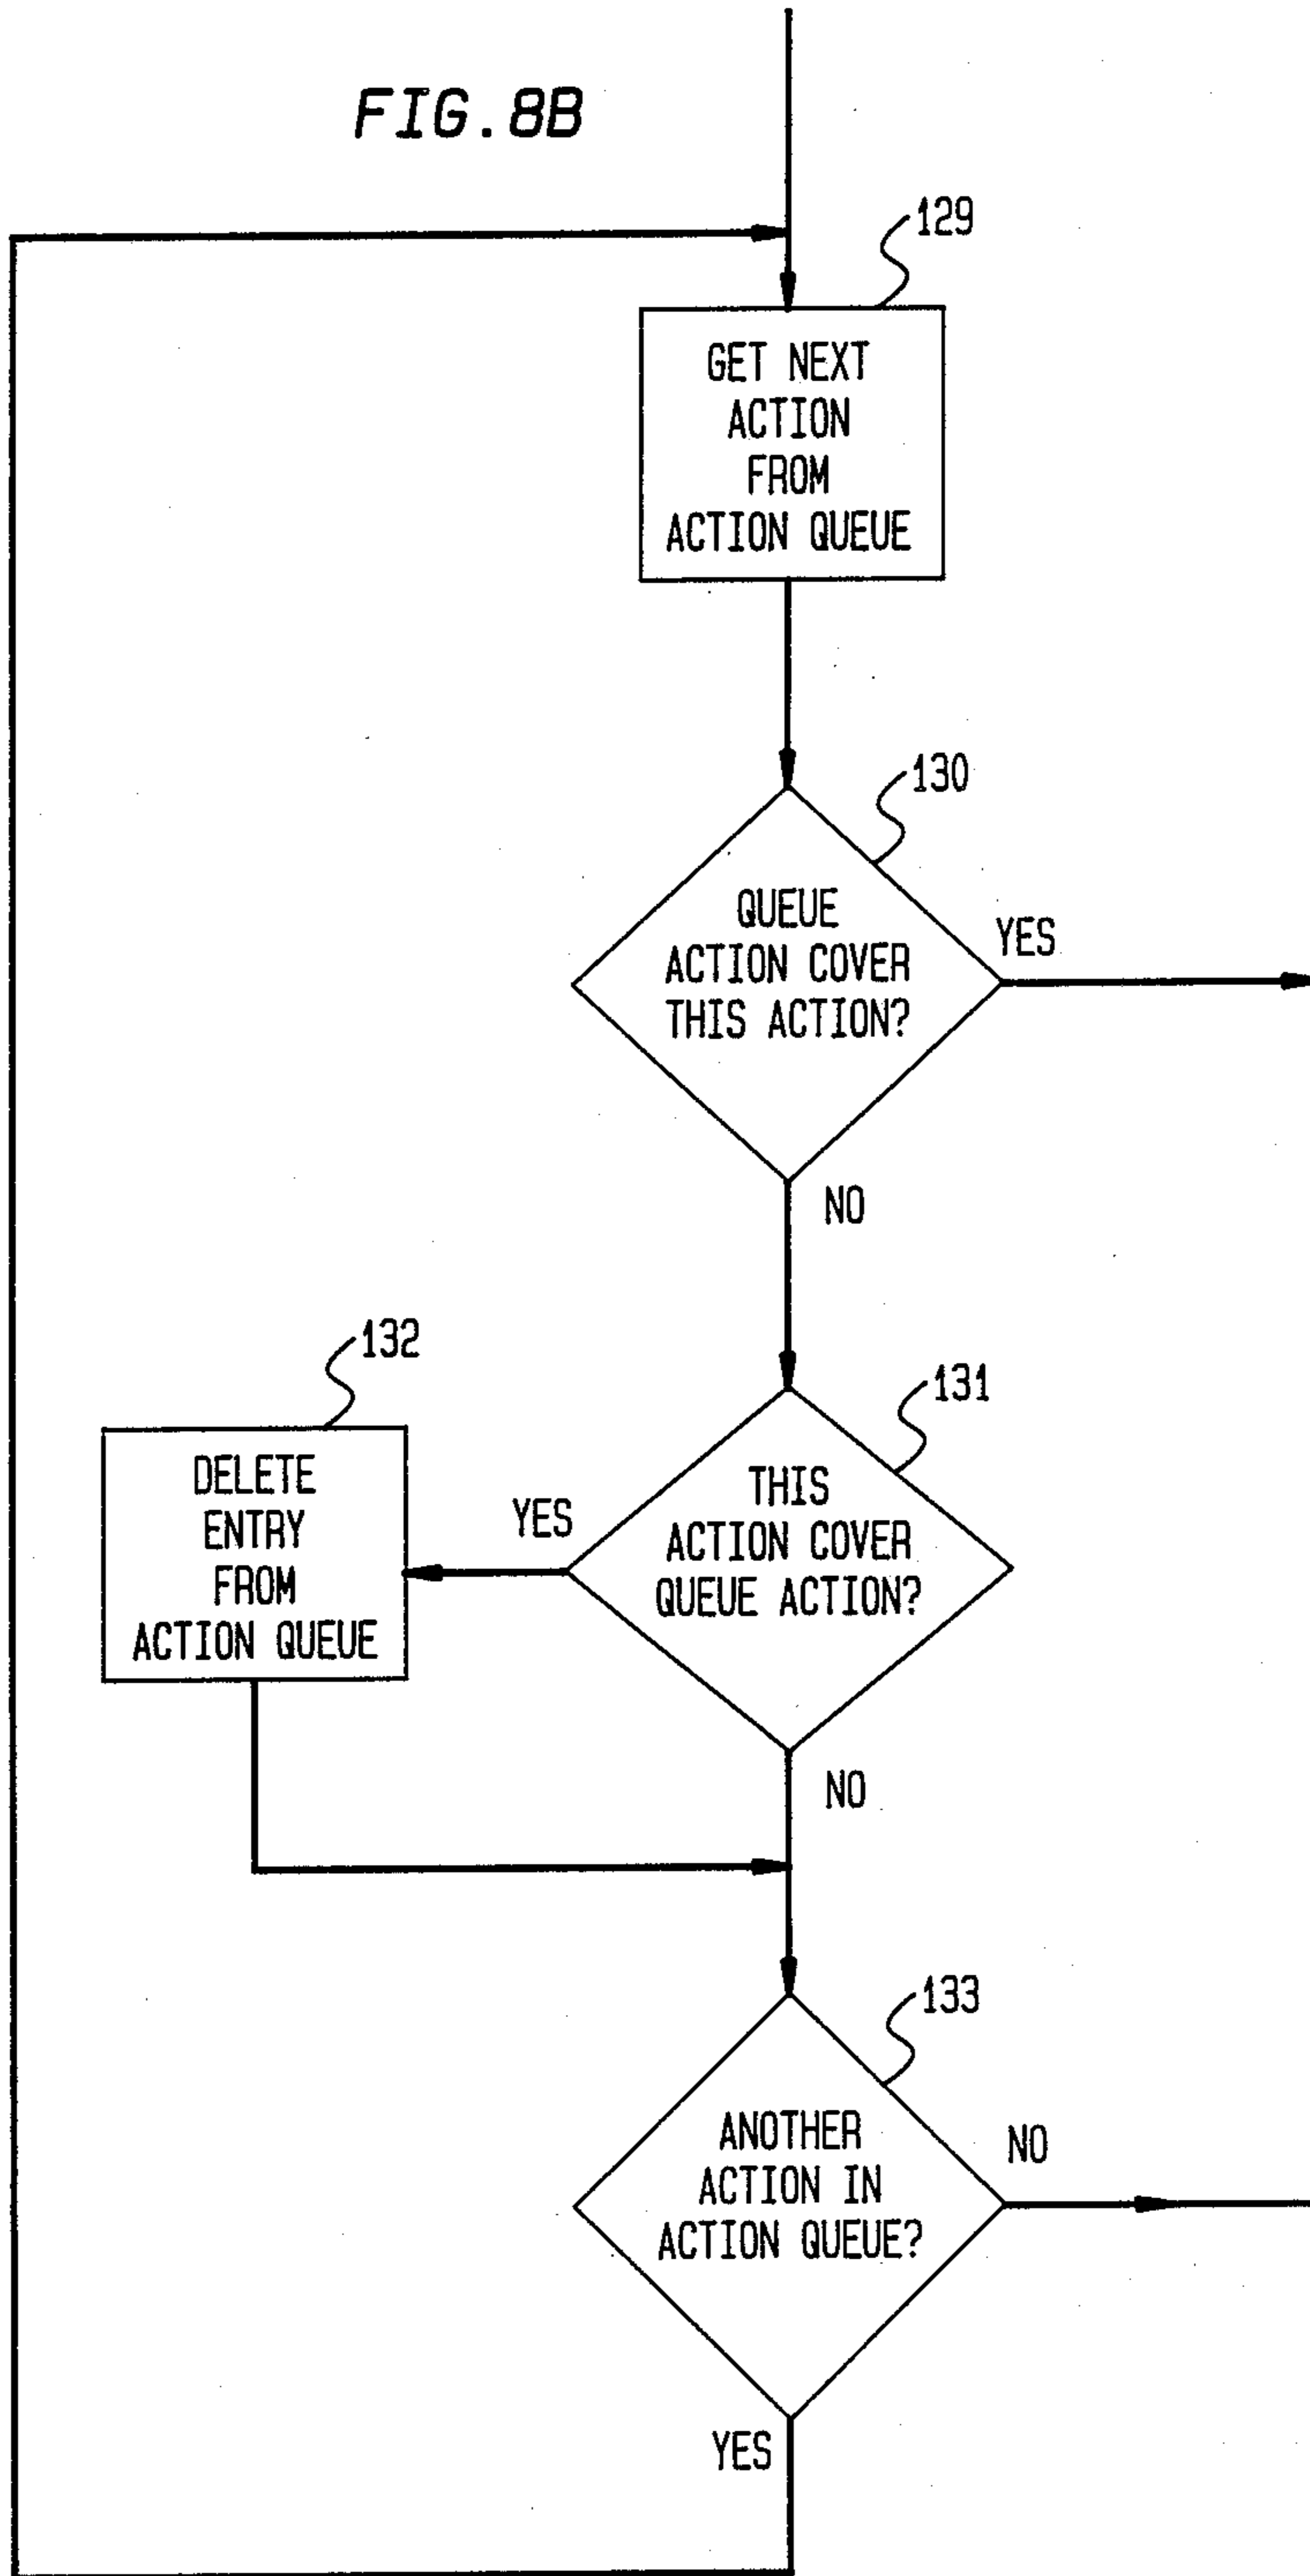 FIG. 8B
129
GET NEXT
ACTION
FROM
ACTION QUEUE
130
QUEUE
ACTION COVER
THIS ACTION?
YES
NO
132
131
DELETE
ENTRY
FROM
ACTION QUEUE
YES
THIS
ACTION COVER
QUEUE ACTION?
NO
133
ANOTHER
ACTION IN
ACTION QUEUE?
NO
YES